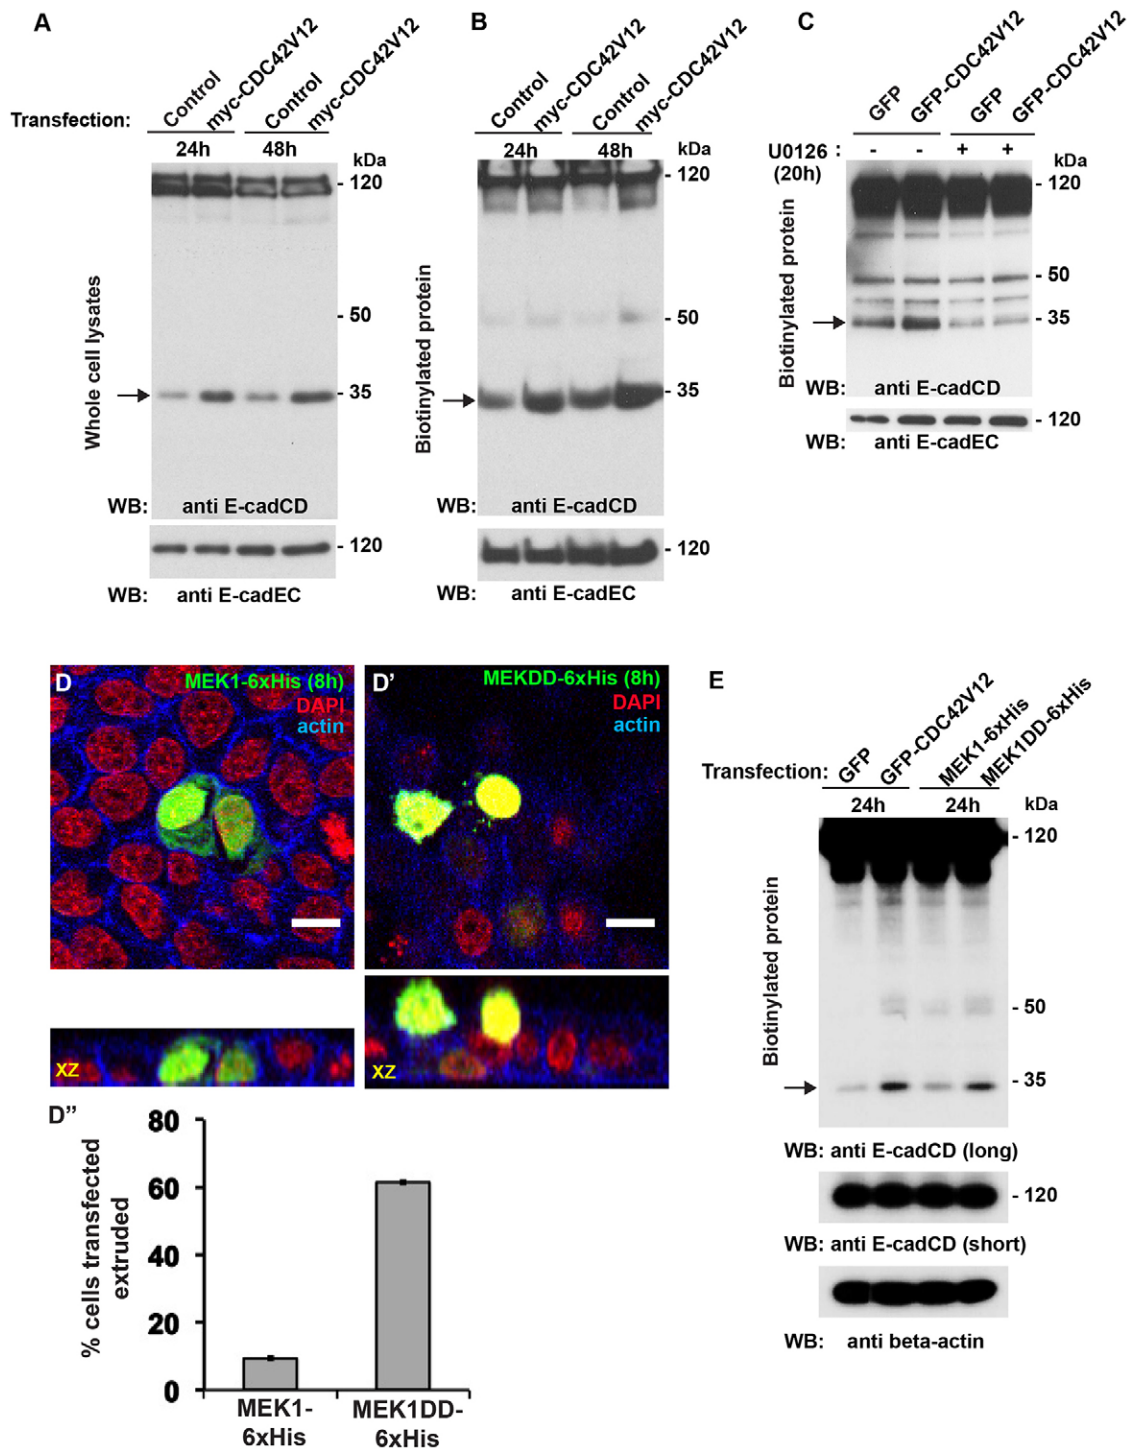 A
Transfection:
Control
myc-CDC42V12
Control
myc-CDC42V12
24h
48h
kDa
- 120
- 50
- 35
Whole cell lysates
WB: anti E-cadCD
- 120
WB: anti E-cadEC
B
Control
myc-CDC42V12
Control
myc-CDC42V12
24h
48h
kDa
- 120
- 50
- 35
Biotinylated protein
WB: anti E-cadCD
- 120
WB: anti E-cadEC
C
GFP
GFP-CDC42V12
GFP
GFP-CDC42V12
U0126 : - - + +
(20h)
kDa
- 120
- 50
- 35
Biotinylated protein
WB: anti E-cadCD
- 120
WB: anti E-cadEC
D
MEK1-6xHis (8h)
DAPI
actin
XZ
D'
MEKDD-6xHis (8h)
DAPI
actin
XZ
D"
% cells transfected
extruded
80
60
40
20
0
MEK1-
6xHis
MEK1DD-
6xHis
E
Transfection:
GFP
GFP-CDC42V12
MEK1-6xHis
MEK1DD-6xHis
24h
24h
kDa
- 120
- 50
- 35
Biotinylated protein
WB: anti E-cadCD (long)
- 120
WB: anti E-cadCD (short)
WB: anti beta-actin